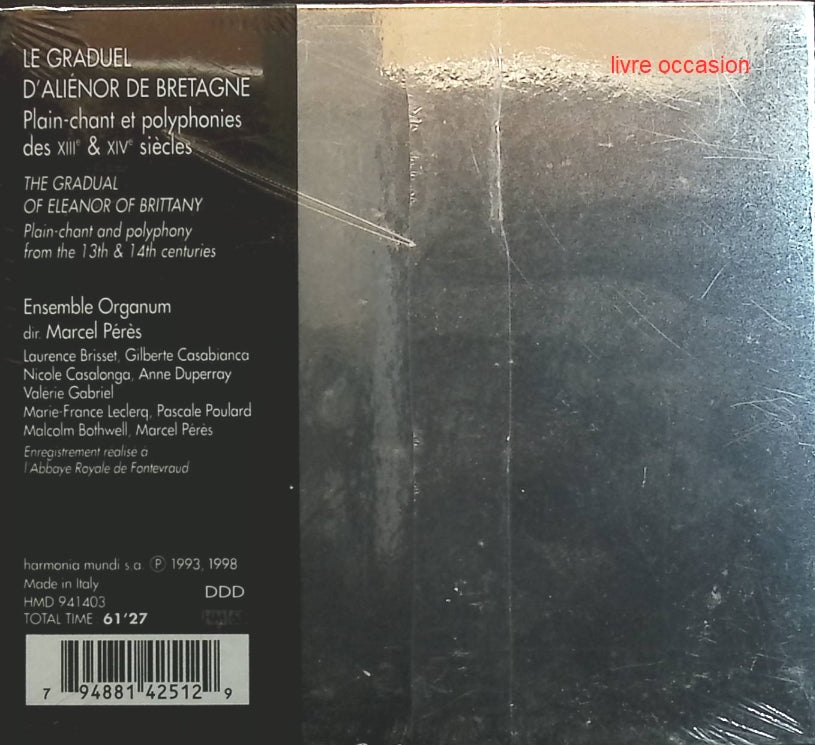 LE GRADUEL
D'ALIÉNOR DE BRETAGNE
Plain-chant et polyphonies
des XIIIe & XIVe siècles
THE GRADUAL
OF ELEANOR OF BRITTANY
Plain-chant and polyphony
from the 13th & 14th centuries
Ensemble Organum
dir. Marcel Pérès
Laurence Brisset, Gilberte Casabianca
Nicole Casalonga, Anne Duperray
Valérie Gabriel
Marie-France Leclerq, Pascale Poulard
Malcolm Bothwell, Marcel Pérès
Enregistrement réalisé à
l'Abbaye Royale de Fontevraud
harmonia mundi s.a. ℗ 1993, 1998
Made in Italy
DDD
HMD 941403
TOTAL TIME 61'27
7 94881 42512 9
livre occasion